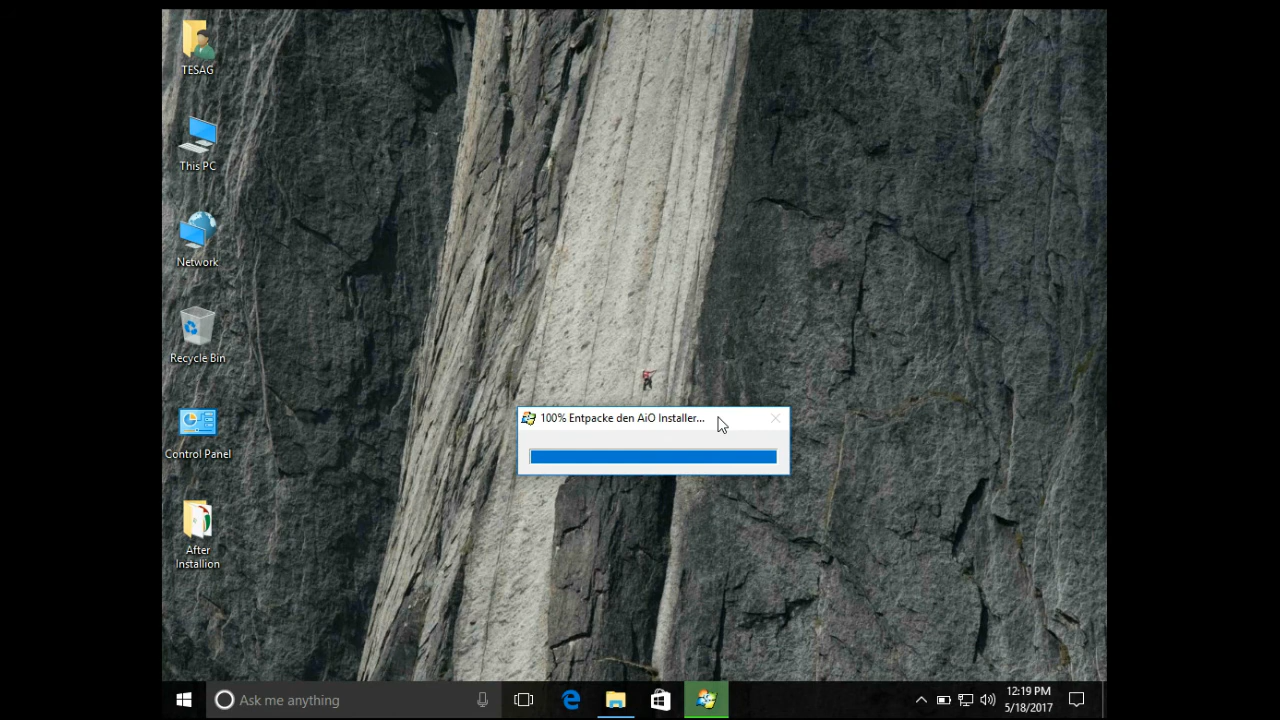 TESAG
This PC
Network
Recycle Bin
Control Panel
After
Installion
100% Entpacke den AiO Installer...
Ask me anything
12:19 PM
5/18/2017